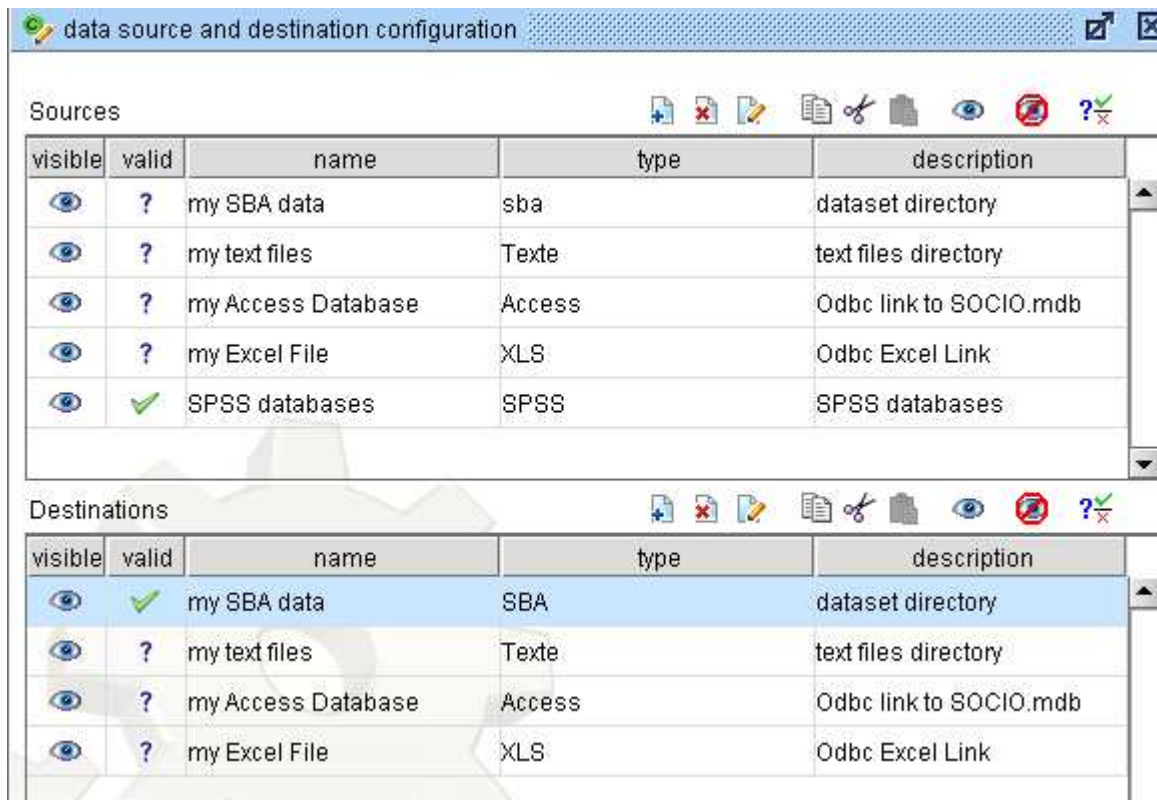 data source and destination configuration
Sources
visible valid name type description
? my SBA data sba dataset directory
? my text files Texte text files directory
? my Access Database Access Odbc link to SOCIO.mdb
? my Excel File XLS Odbc Excel Link
SPSS databases SPSS SPSS databases
Destinations
visible valid name type description
my SBA data SBA dataset directory
? my text files Texte text files directory
? my Access Database Access Odbc link to SOCIO.mdb
? my Excel File XLS Odbc Excel Link